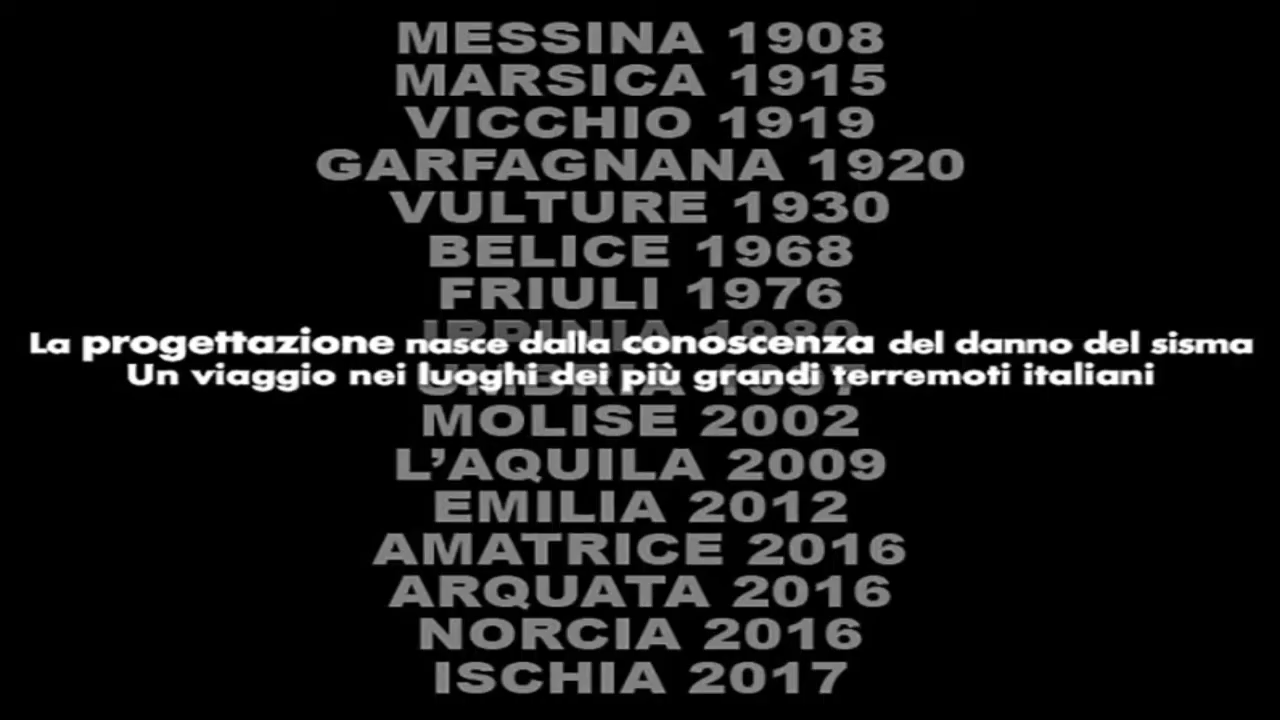 MESSINA 1908
MARSICA 1915
VICCHIO 1919
GARFAGNANA 1920
VULTURE 1930
BELICE 1968
FRIULI 1976
IRPINIA 1980
La progettazione nasce dalla conoscenza del danno del sisma
UMBRIA 1997
Un viaggio nei luoghi dei più grandi terremoti italiani
MOLISE 2002
L’AQUILA 2009
EMILIA 2012
AMATRICE 2016
ARQUATA 2016
NORCIA 2016
ISCHIA 2017